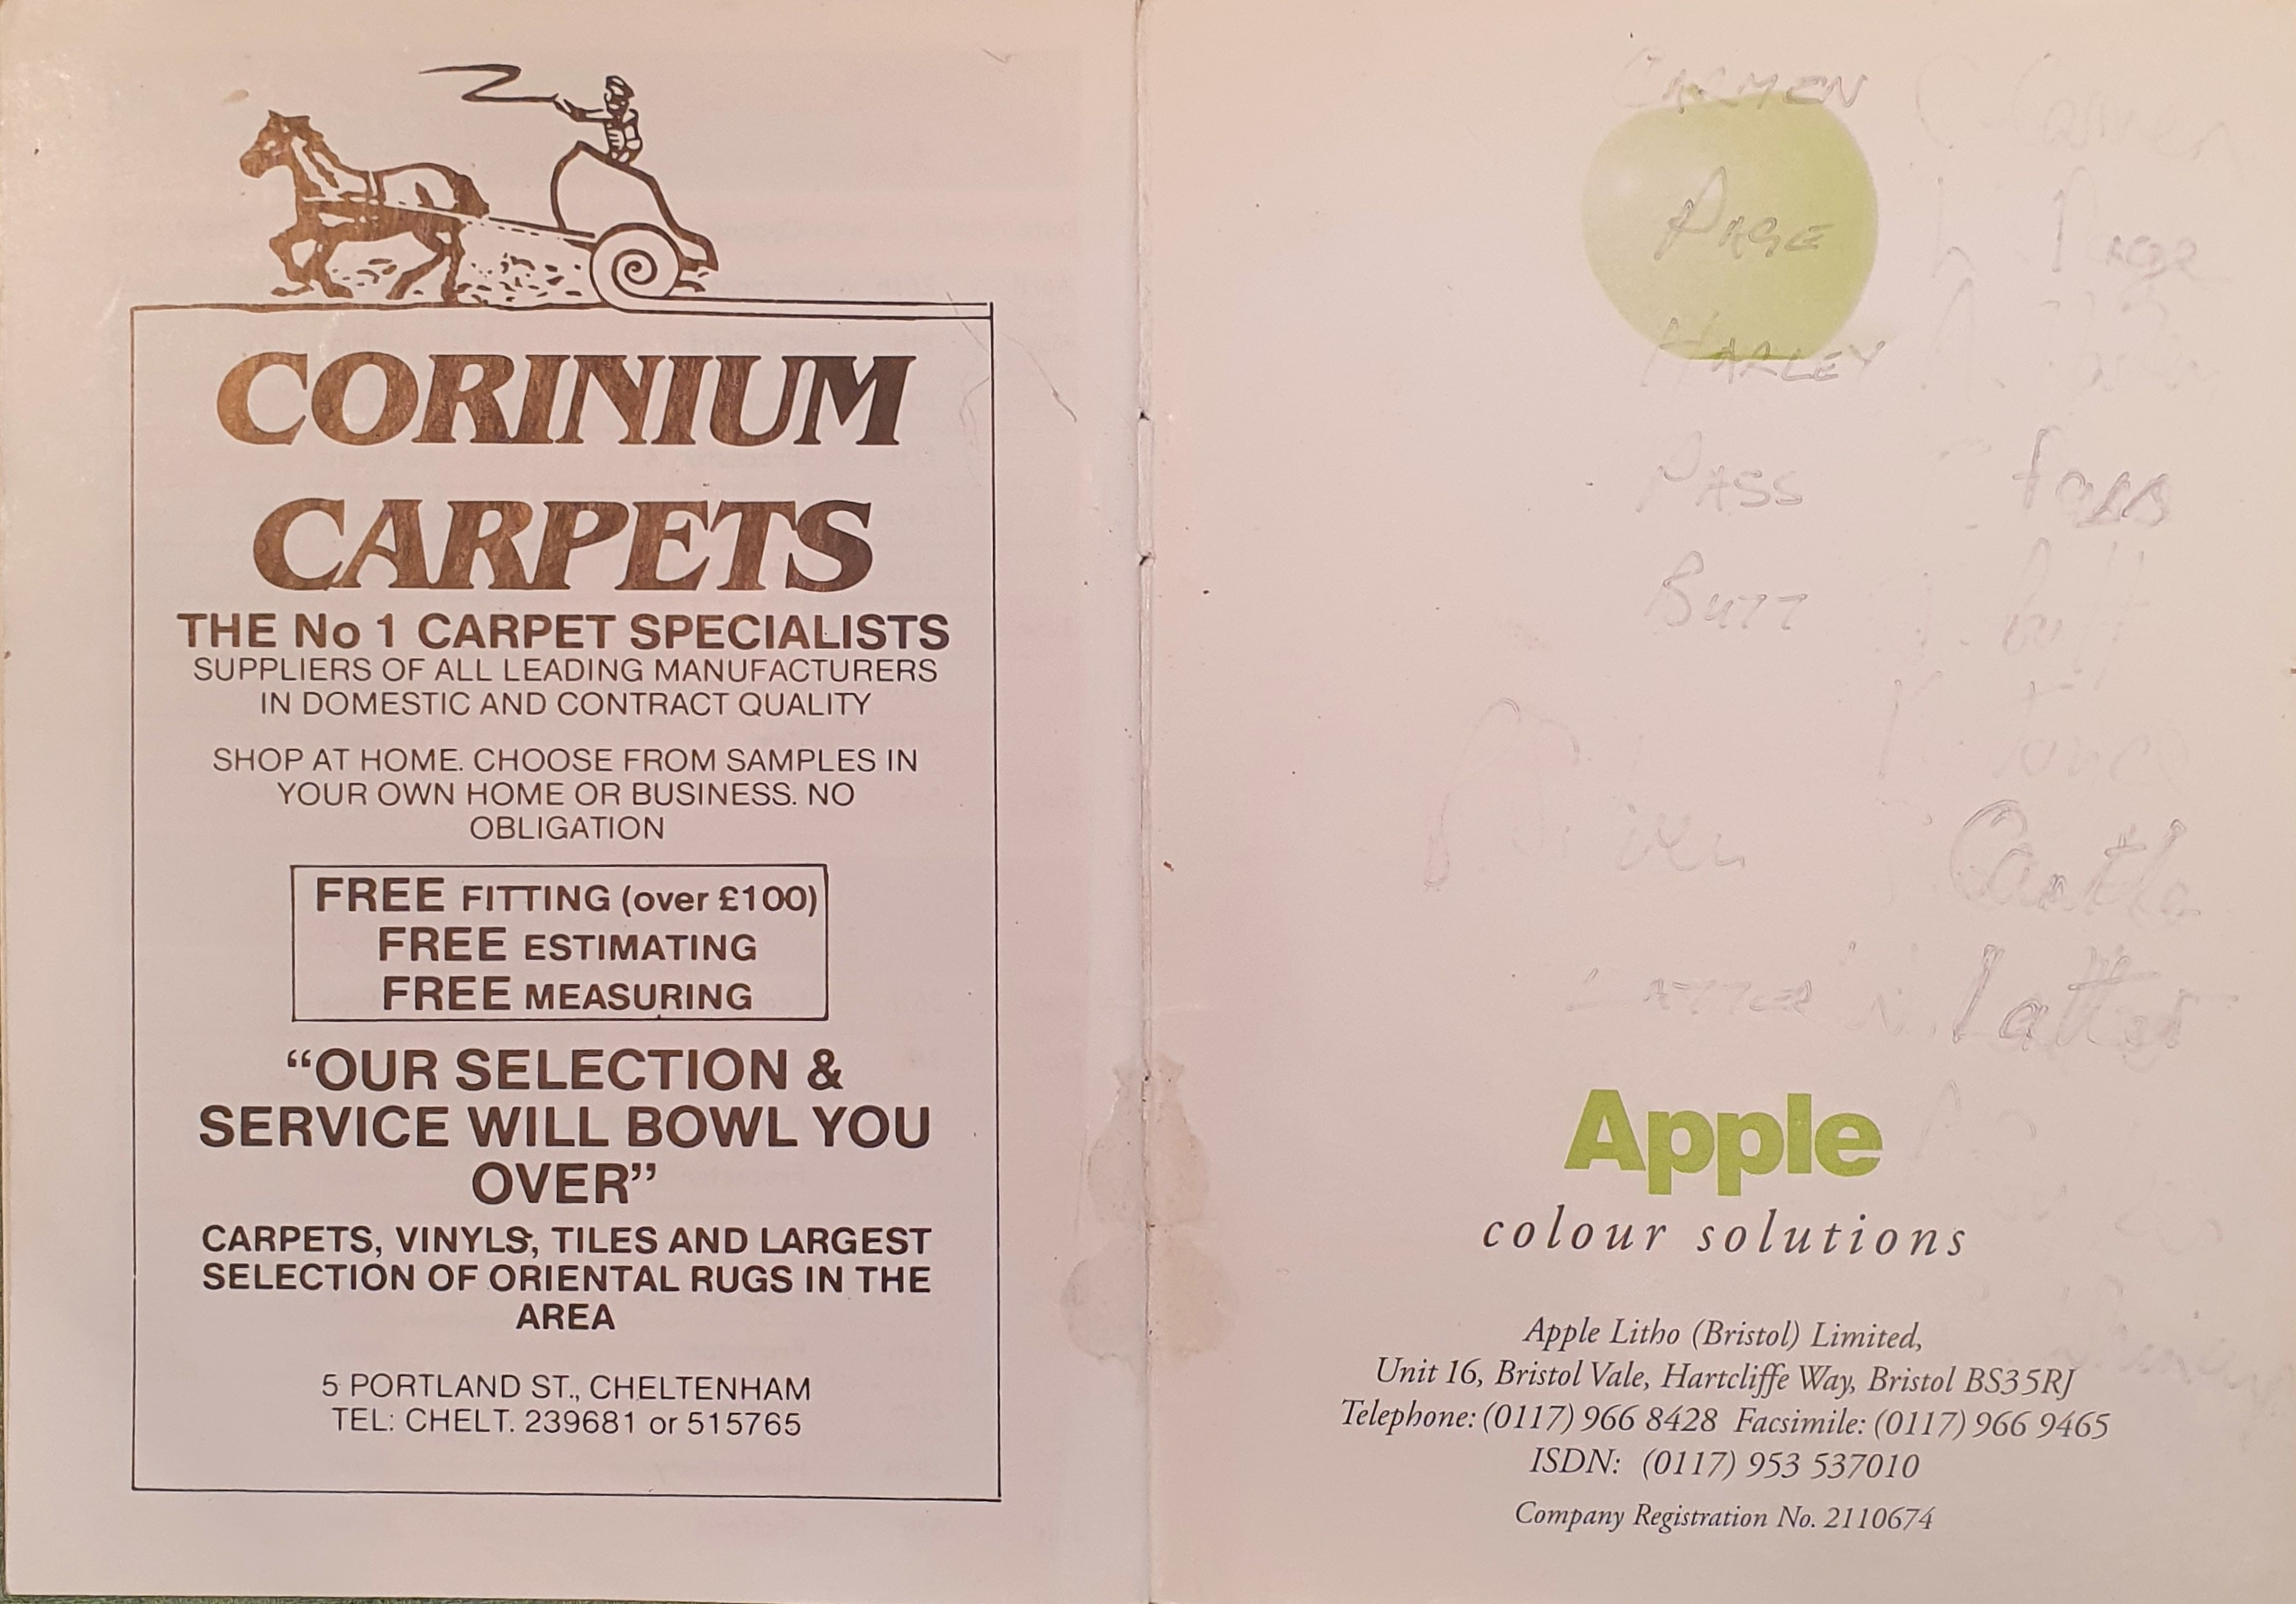 CORINIUM
CARPETS
THE No 1 CARPET SPECIALISTS
SUPPLIERS OF ALL LEADING MANUFACTURERS
IN DOMESTIC AND CONTRACT QUALITY
SHOP AT HOME. CHOOSE FROM SAMPLES IN
YOUR OWN HOME OR BUSINESS. NO
OBLIGATION
FREE FITTING (over £100)
FREE ESTIMATING
FREE MEASURING
“OUR SELECTION &
SERVICE WILL BOWL YOU
OVER”
CARPETS, VINYLS, TILES AND LARGEST
SELECTION OF ORIENTAL RUGS IN THE
AREA
5 PORTLAND ST., CHELTENHAM
TEL: CHELT. 239681 or 515765
CARMEN
PAGE Page
HARLEY
PASS
BUTT
LATTER Latter
Apple
colour solutions
Apple Litho (Bristol) Limited,
Unit 16, Bristol Vale, Hartcliffe Way, Bristol BS3 5RJ
Telephone: (0117) 966 8428 Facsimile: (0117) 966 9465
ISDN: (0117) 953 537010
Company Registration No. 2110674